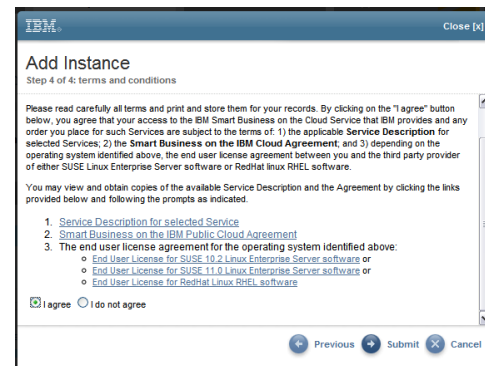 IBM
Close [x]
Add Instance
Step 4 of 4: terms and conditions
Please read carefully all terms and print and store them for your records. By clicking on the "I agree" button
below, you agree that your access to the IBM Smart Business on the Cloud Service that IBM provides and any
order you place for such Services are subject to the terms of: 1) the applicable Service Description for
selected Services; 2) the Smart Business on the IBM Cloud Agreement; and 3) depending on the
operating system identified above, the end user license agreement between you and the third party provider
of either SUSE Linux Enterprise Server software or RedHat linux RHEL software.
You may view and obtain copies of the available Service Description and the Agreement by clicking the links
provided below and following the prompts as indicated.
1. Service Description for selected Service
2. Smart Business on the IBM Public Cloud Agreement
3. The end user license agreement for the operating system identified above:
End User License for SUSE 10.2 Linux Enterprise Server software or
End User License for SUSE 11.0 Linux Enterprise Server software or
End User License for RedHat Linux RHEL software
I agree I do not agree
Previous Submit Cancel